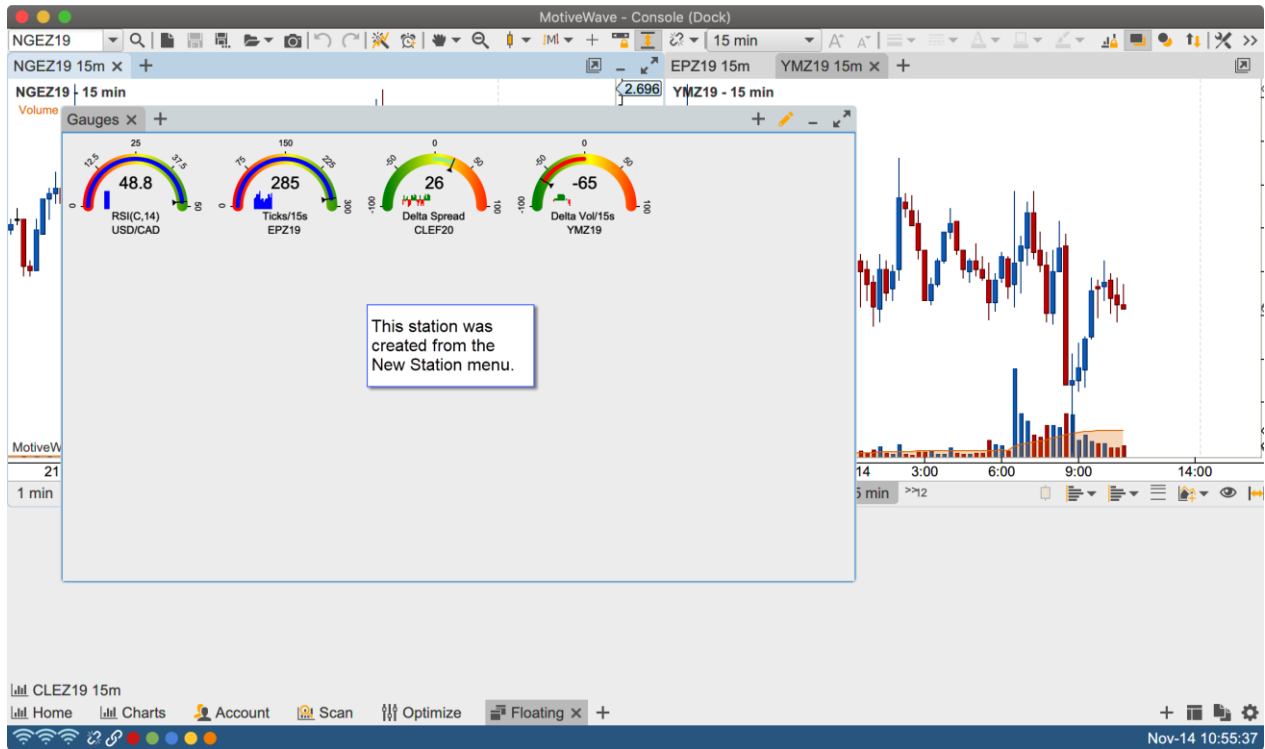 MotiveWave - Console (Dock)
NGEZ19
15 min
NGEZ19 15m
EPZ19 15m
YMZ19 15m
NGEZ19 - 15 min
2.696
YMZ19 - 15 min
Volume
Gauges
0 12.5 25 37.5 50
48.8
RSI(C,14)
USD/CAD
0 75 150 225 300
285
Ticks/15s
EPZ19
-100 -50 0 50 100
26
Delta Spread
CLEF20
-100 -50 0 50 100
-65
Delta Vol/15s
YMZ19
This station was
created from the
New Station menu.
MotiveW
21
14 3:00 6:00 9:00 14:00
1 min
5 min
>>12
CLEZ19 15m
Home Charts Account Scan Optimize Floating
Nov-14 10:55:37